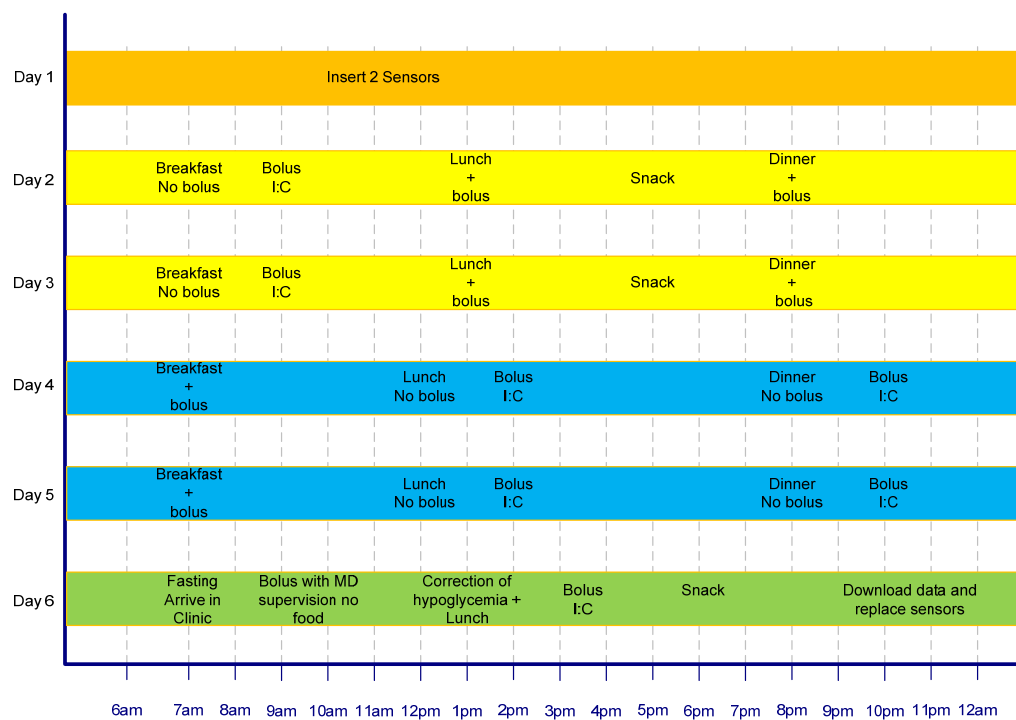 Day 1
Insert 2 Sensors
Day 2
Breakfast
No bolus
Bolus
I:C
Lunch
+
bolus
Snack
Dinner
+
bolus
Day 3
Breakfast
No bolus
Bolus
I:C
Lunch
+
bolus
Snack
Dinner
+
bolus
Day 4
Breakfast
+
bolus
Lunch
No bolus
Bolus
I:C
Dinner
No bolus
Bolus
I:C
Day 5
Breakfast
+
bolus
Lunch
No bolus
Bolus
I:C
Dinner
No bolus
Bolus
I:C
Day 6
Fasting
Arrive in
Clinic
Bolus with MD
supervision no
food
Correction of
hypoglycemia +
Lunch
Bolus
I:C
Snack
Download data and
replace sensors
6am 7am 8am 9am 10am 11am 12pm 1pm 2pm 3pm 4pm 5pm 6pm 7pm 8pm 9pm 10pm 11pm 12am